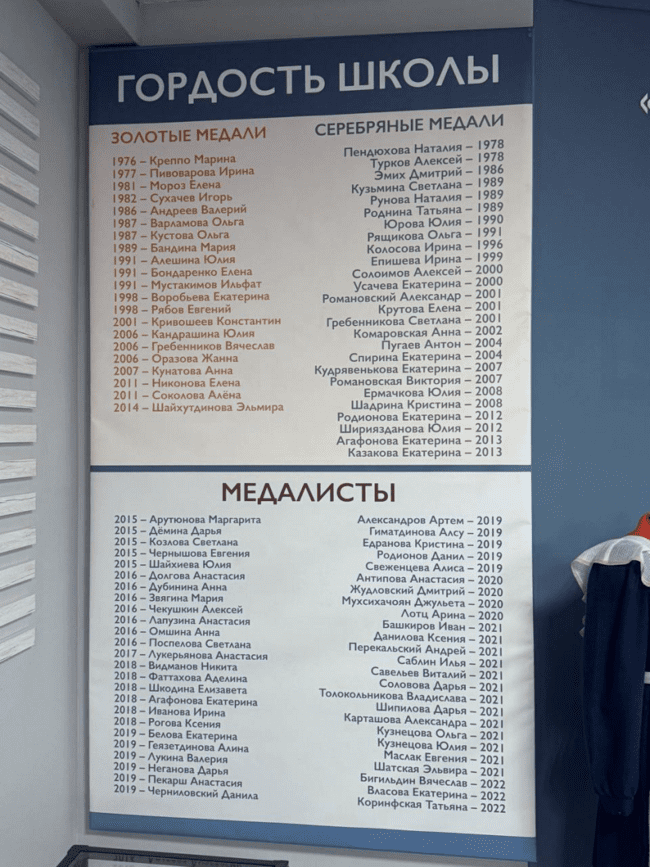 ГОРДОСТЬ ШКОЛЫ
ЗОЛОТЫЕ МЕДАЛИ
1976 – Креппо Марина
1977 – Пивоварова Ирина
1981 – Мороз Елена
1982 – Сухачев Игорь
1986 – Андреев Валерий
1987 – Варламова Ольга
1987 – Кустова Ольга
1989 – Бандина Мария
1991 – Алешина Юлия
1991 – Бондаренко Елена
1991 – Мустакимов Ильфат
1998 – Воробьева Екатерина
1998 – Рябов Евгений
2001 – Кривошеев Константин
2006 – Кандрашина Юлия
2006 – Гребенников Вячеслав
2006 – Оразова Жанна
2007 – Кунатова Анна
2011 – Никонова Елена
2011 – Соколова Алёна
2014 – Шайхутдинова Эльмира
СЕРЕБРЯНЫЕ МЕДАЛИ
Пендюхова Наталия – 1978
Турков Алексей – 1978
Эмих Дмитрий – 1986
Кузьмина Светлана – 1989
Рунова Наталия – 1989
Роднина Татьяна – 1989
Юрова Юлия – 1990
Рящикова Ольга – 1991
Колосова Ирина – 1996
Епишева Ирина – 1999
Солоимов Алексей – 2000
Усачева Екатерина – 2000
Романовский Александр – 2001
Крутова Елена – 2001
Гребенникова Светлана – 2001
Комаровская Анна – 2002
Пугаев Антон – 2004
Спирина Екатерина – 2004
Кудрявенькова Екатерина – 2007
Романовская Виктория – 2007
Ермачкова Юлия – 2008
Шадрина Кристина – 2008
Родионова Екатерина – 2012
Шириязданова Юлия – 2012
Агафонова Екатерина – 2013
Казакова Екатерина – 2013
МЕДАЛИСТЫ
2015 – Арутюнова Маргарита
2015 – Дёмина Дарья
2015 – Козлова Светлана
2015 – Чернышова Евгения
2015 – Шайхиева Юлия
2016 – Долгова Анастасия
2016 – Дубинина Анна
2016 – Звягина Мария
2016 – Чекушкин Алексей
2016 – Лапузина Анастасия
2016 – Омшина Анна
2016 – Поспелова Светлана
2017 – Лукерьянова Анастасия
2018 – Видманов Никита
2018 – Фаттахова Аделина
2018 – Шкодина Елизавета
2018 – Агафонова Екатерина
2018 – Иванова Ирина
2018 – Рогова Ксения
2019 – Белова Екатерина
2019 – Геязетдинова Алина
2019 – Лукина Валерия
2019 – Неганова Дарья
2019 – Пекарш Анастасия
2019 – Черниловский Данила
Александров Артем – 2019
Гиматдинова Алсу – 2019
Едранова Кристина – 2019
Родионов Данил – 2019
Свеженцева Алиса – 2019
Антипова Анастасия – 2020
Жудловский Дмитрий – 2020
Мухсихачоян Джульета – 2020
Лотц Арина – 2020
Башкиров Иван – 2021
Данилова Ксения – 2021
Перекальский Андрей – 2021
Саблин Илья – 2021
Савельев Виталий – 2021
Соловова Дарья – 2021
Толокольникова Владислава – 2021
Шипилова Дарья – 2021
Карташова Александра – 2021
Кузнецова Ольга – 2021
Кузнецова Юлия – 2021
Маслак Евгения – 2021
Шатская Эльвира – 2021
Бигильдин Вячеслав – 2022
Власова Екатерина – 2022
Коринфская Татьяна – 2022